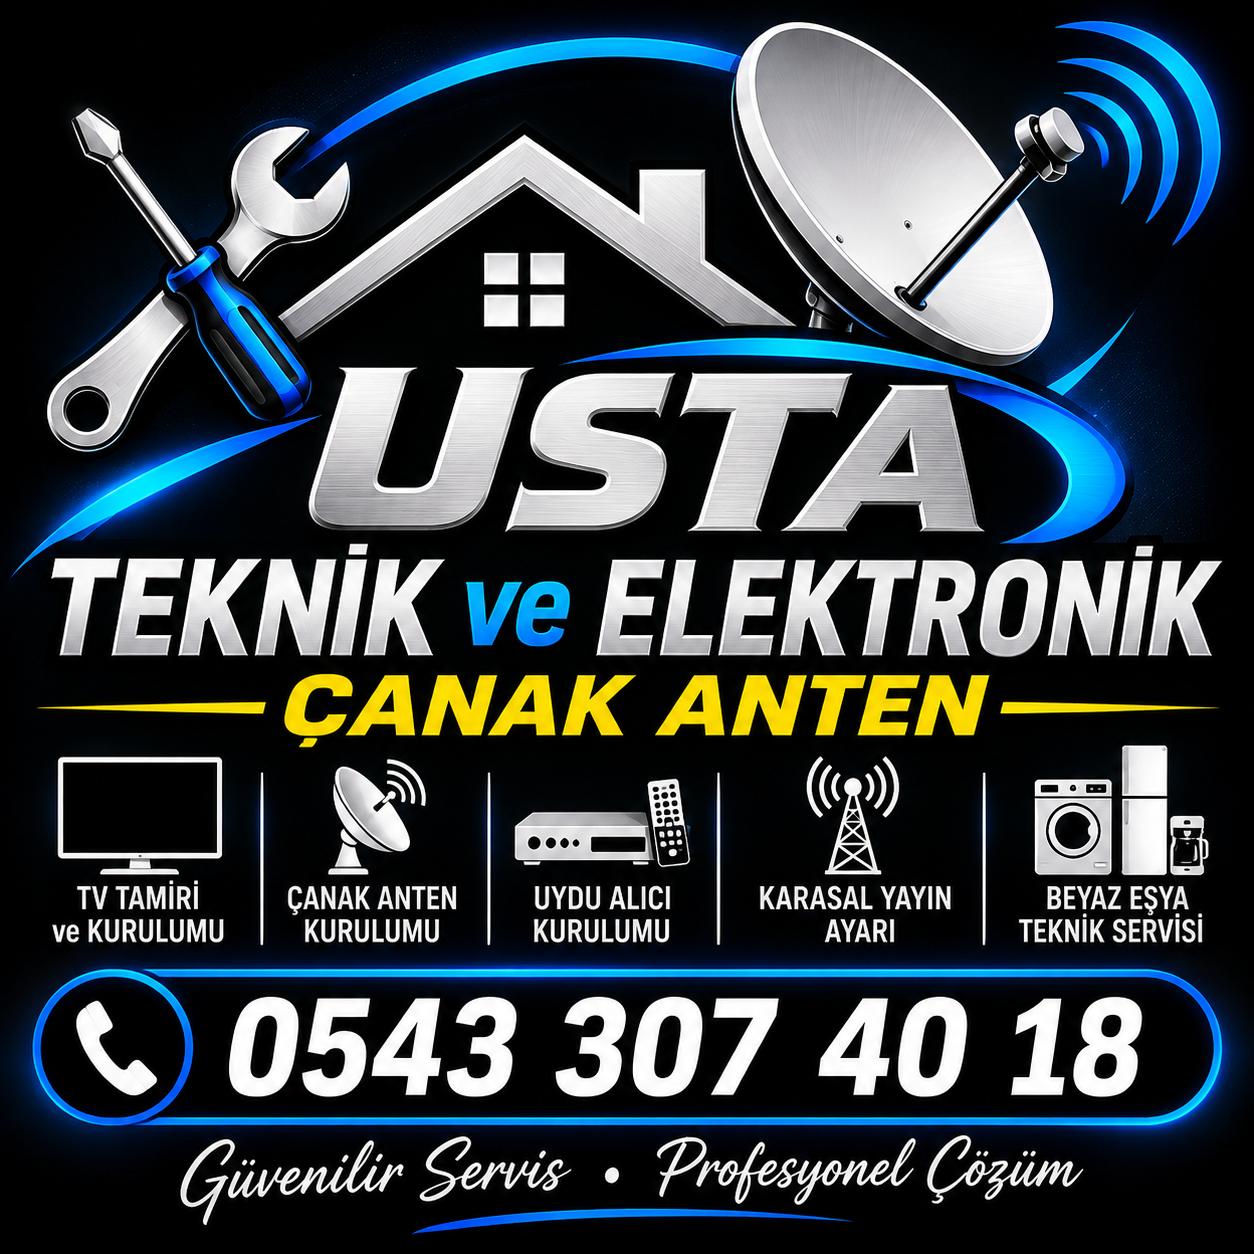 USTA
TEKNİK ve ELEKTRONİK
ÇANAK ANTEN
TV TAMİRİ
ve KURULUMU
ÇANAK ANTEN
KURULUMU
UYDU ALICI
KURULUMU
KARASAL YAYIN
AYARI
BEYAZ EŞYA
TEKNİK SERVİSİ
0543 307 40 18
Güvenilir Servis • Profesyonel Çözüm